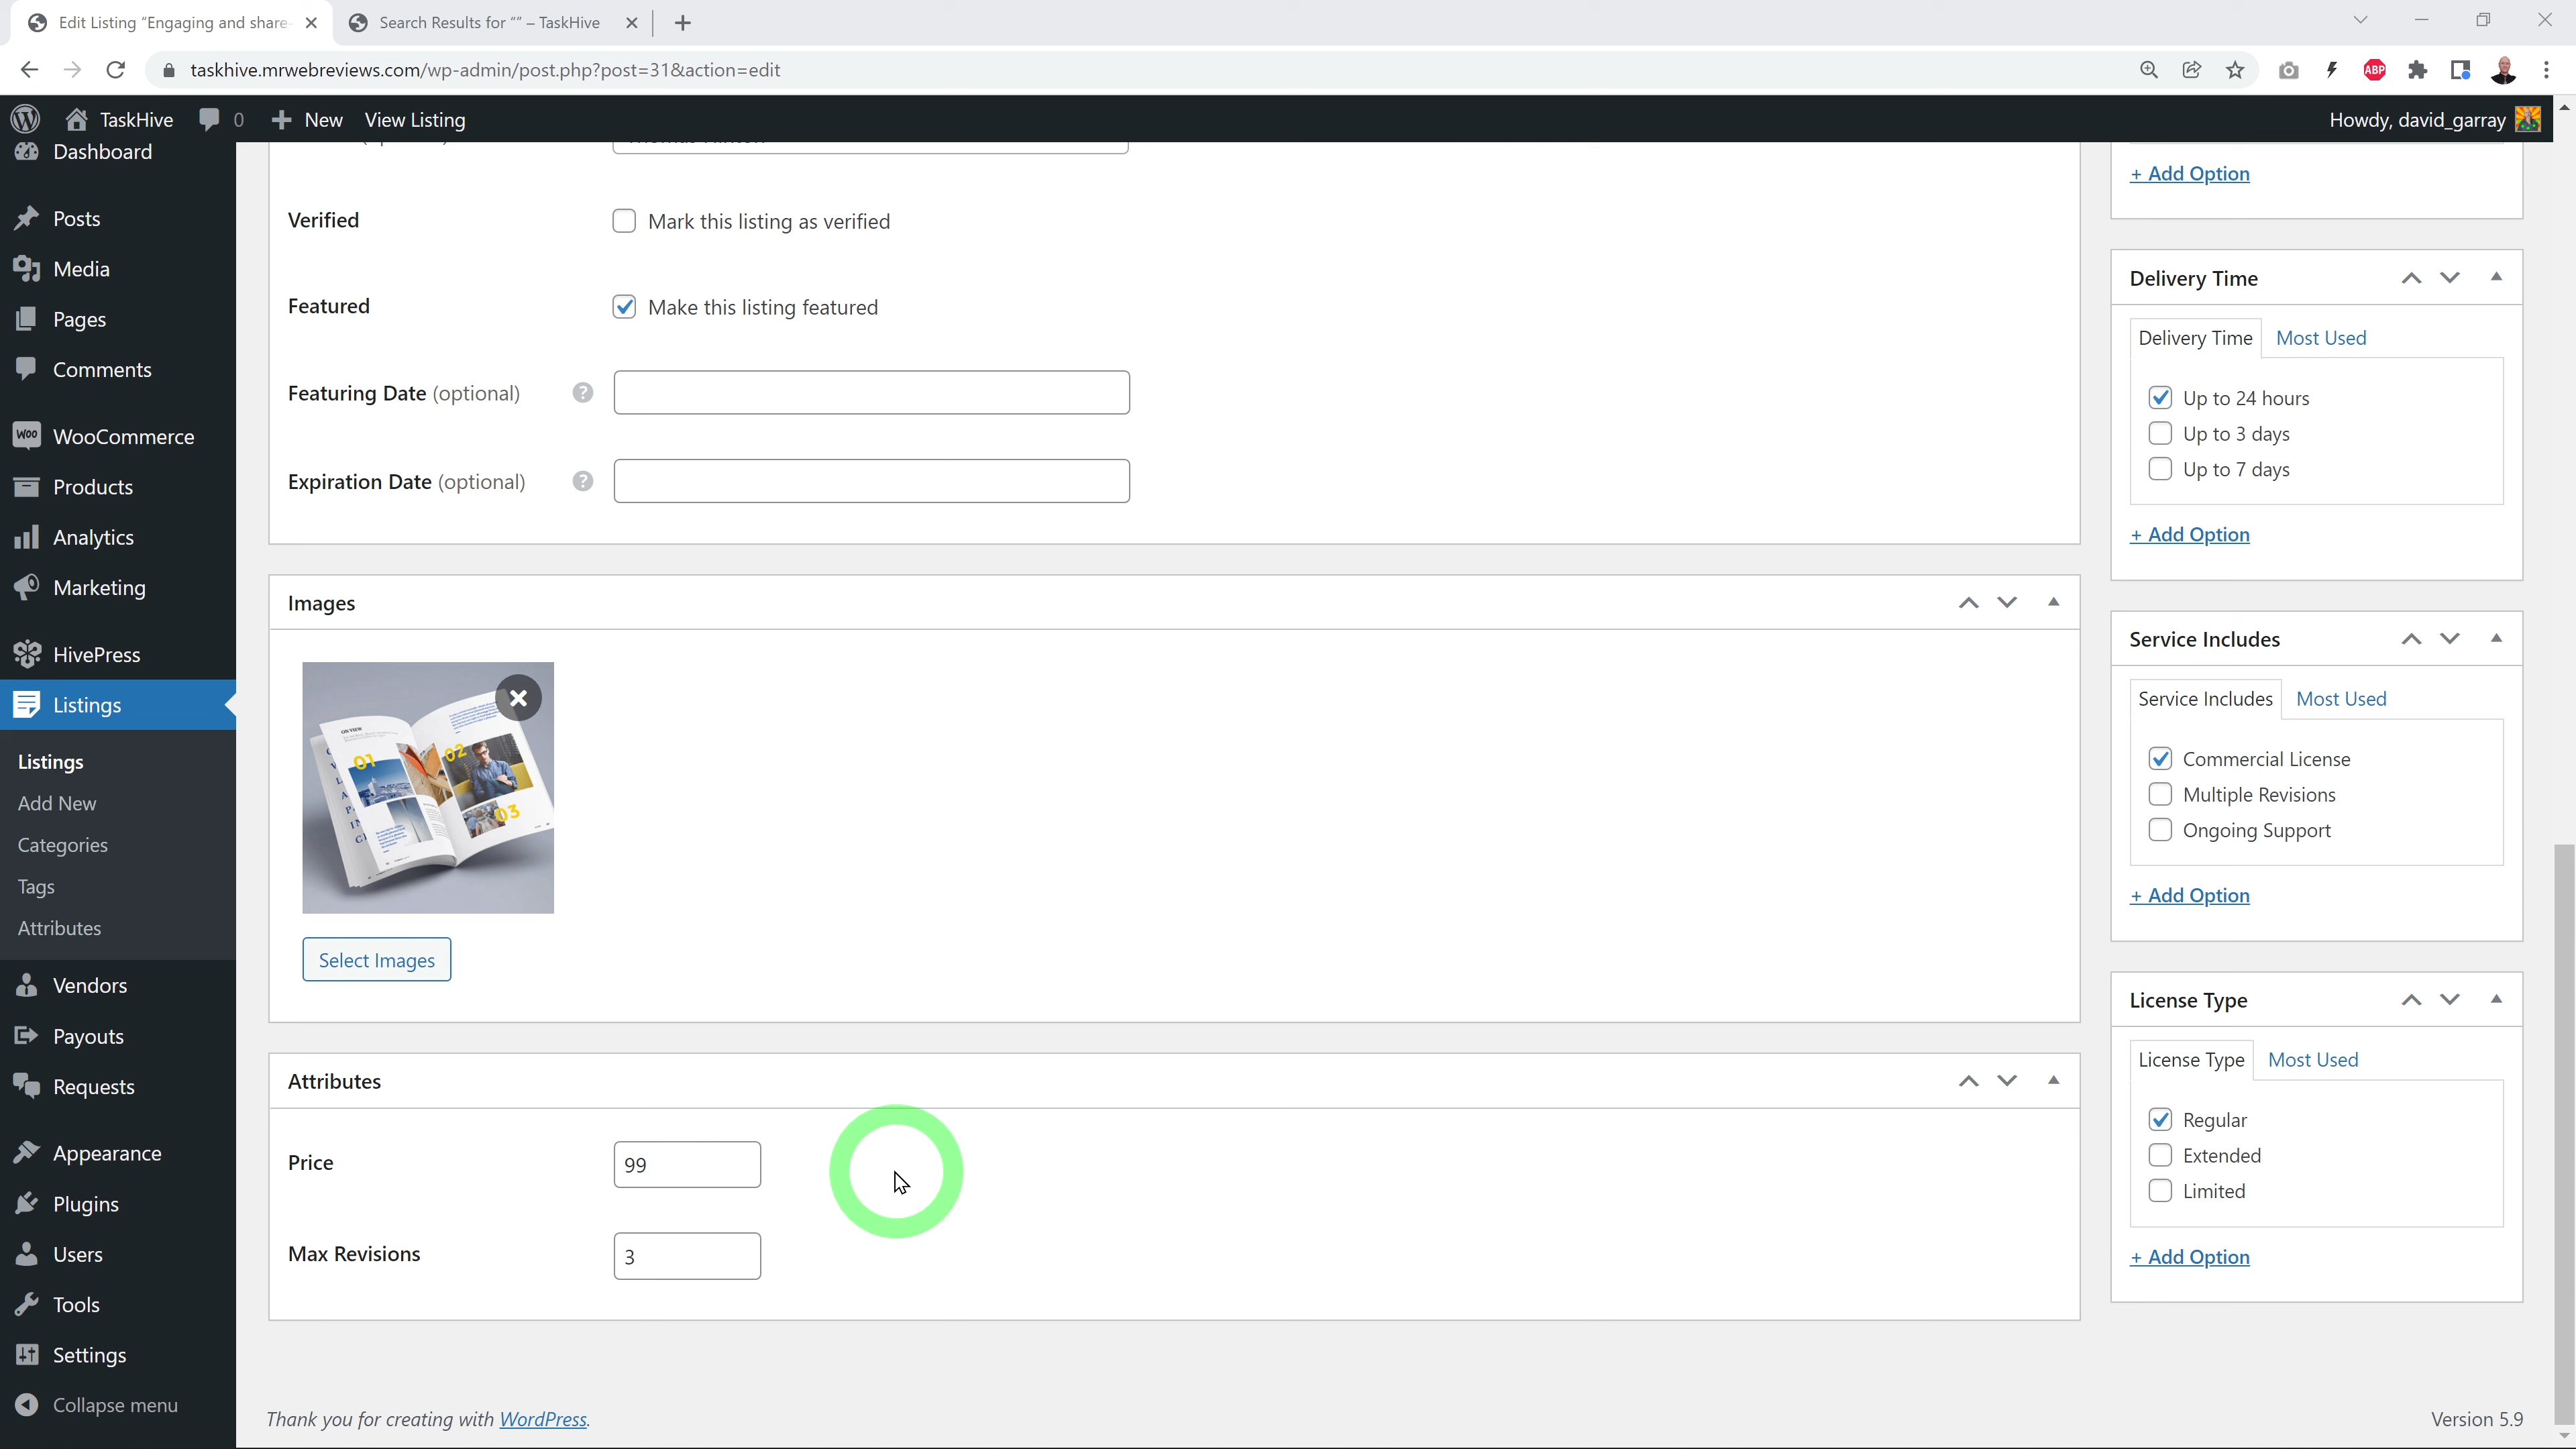 Edit Listing "Engaging and share-
Search Results for "" – TaskHive
taskhive.mrwebreviews.com/wp-admin/post.php?post=31&action=edit
ABP
TaskHive
0
New
View Listing
Howdy, david_garray
Dashboard
Posts
Media
Pages
Comments
Woo
WooCommerce
Products
Analytics
Marketing
HivePress
Listings
Listings
Add New
Categories
Tags
Attributes
Vendors
Payouts
Requests
Appearance
Plugins
Users
Tools
Settings
Collapse menu
Verified
Mark this listing as verified
Featured
Make this listing featured
Featuring Date (optional)
?
Expiration Date (optional)
?
Images
ON VIEW
01
02
03
Select Images
Attributes
Price
99
Max Revisions
3
+ Add Option
Delivery Time
Delivery Time
Most Used
Up to 24 hours
Up to 3 days
Up to 7 days
+ Add Option
Service Includes
Service Includes
Most Used
Commercial License
Multiple Revisions
Ongoing Support
+ Add Option
License Type
License Type
Most Used
Regular
Extended
Limited
+ Add Option
Thank you for creating with WordPress.
Version 5.9